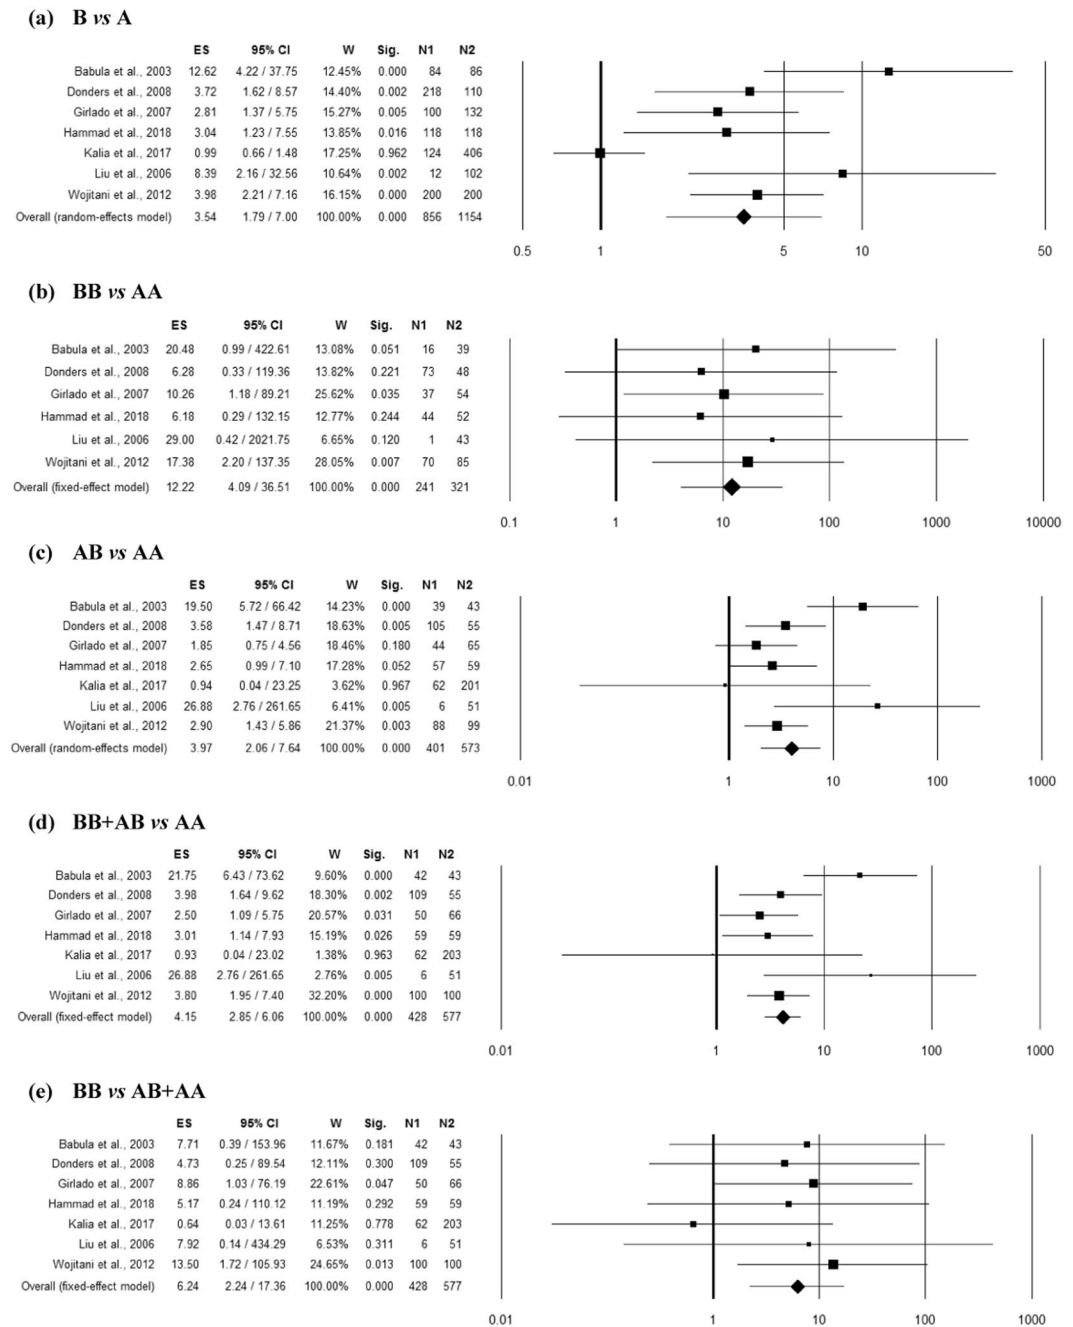 (a) B vs A
ES 95% CI W Sig. N1 N2
Babula et al., 2003 12.62 4.22 / 37.75 12.45% 0.000 84 86
Donders et al., 2008 3.72 1.62 / 8.57 14.40% 0.002 218 110
Girlado et al., 2007 2.81 1.37 / 5.75 15.27% 0.005 100 132
Hammad et al., 2018 3.04 1.23 / 7.55 13.85% 0.016 118 118
Kalia et al., 2017 0.99 0.66 / 1.48 17.25% 0.962 124 406
Liu et al., 2006 8.39 2.16 / 32.56 10.64% 0.002 12 102
Wojitani et al., 2012 3.98 2.21 / 7.16 16.15% 0.000 200 200
Overall (random-effects model) 3.54 1.79 / 7.00 100.00% 0.000 856 1154
0.5 1 5 10 50
(b) BB vs AA
ES 95% CI W Sig. N1 N2
Babula et al., 2003 20.48 0.99 / 422.61 13.08% 0.051 16 39
Donders et al., 2008 6.28 0.33 / 119.36 13.82% 0.221 73 48
Girlado et al., 2007 10.26 1.18 / 89.21 25.62% 0.035 37 54
Hammad et al., 2018 6.18 0.29 / 132.15 12.77% 0.244 44 52
Liu et al., 2006 29.00 0.42 / 2021.75 6.65% 0.120 1 43
Wojitani et al., 2012 17.38 2.20 / 137.35 28.05% 0.007 70 85
Overall (fixed-effect model) 12.22 4.09 / 36.51 100.00% 0.000 241 321
0.1 1 10 100 1000 10000
(c) AB vs AA
ES 95% CI W Sig. N1 N2
Babula et al., 2003 19.50 5.72 / 66.42 14.23% 0.000 39 43
Donders et al., 2008 3.58 1.47 / 8.71 18.63% 0.005 105 55
Girlado et al., 2007 1.85 0.75 / 4.56 18.46% 0.180 44 65
Hammad et al., 2018 2.65 0.99 / 7.10 17.28% 0.052 57 59
Kalia et al., 2017 0.94 0.04 / 23.25 3.62% 0.967 62 201
Liu et al., 2006 26.88 2.76 / 261.65 6.41% 0.005 6 51
Wojitani et al., 2012 2.90 1.43 / 5.86 21.37% 0.003 88 99
Overall (random-effects model) 3.97 2.06 / 7.64 100.00% 0.000 401 573
0.01 1 10 100 1000
(d) BB+AB vs AA
ES 95% CI W Sig. N1 N2
Babula et al., 2003 21.75 6.43 / 73.62 9.60% 0.000 42 43
Donders et al., 2008 3.98 1.64 / 9.62 18.30% 0.002 109 55
Girlado et al., 2007 2.50 1.09 / 5.75 20.57% 0.031 50 66
Hammad et al., 2018 3.01 1.14 / 7.93 15.19% 0.026 59 59
Kalia et al., 2017 0.93 0.04 / 23.02 1.38% 0.963 62 203
Liu et al., 2006 26.88 2.76 / 261.65 2.76% 0.005 6 51
Wojitani et al., 2012 3.80 1.95 / 7.40 32.20% 0.000 100 100
Overall (fixed-effect model) 4.15 2.85 / 6.06 100.00% 0.000 428 577
0.01 1 10 100 1000
(e) BB vs AB+AA
ES 95% CI W Sig. N1 N2
Babula et al., 2003 7.71 0.39 / 153.96 11.67% 0.181 42 43
Donders et al., 2008 4.73 0.25 / 89.54 12.11% 0.300 109 55
Girlado et al., 2007 8.86 1.03 / 76.19 22.61% 0.047 50 66
Hammad et al., 2018 5.17 0.24 / 110.12 11.19% 0.292 59 59
Kalia et al., 2017 0.64 0.03 / 13.61 11.25% 0.778 62 203
Liu et al., 2006 7.92 0.14 / 434.29 6.53% 0.311 6 51
Wojitani et al., 2012 13.50 1.72 / 105.93 24.65% 0.013 100 100
Overall (fixed-effect model) 6.24 2.24 / 17.36 100.00% 0.000 428 577
0.01 1 10 100 1000